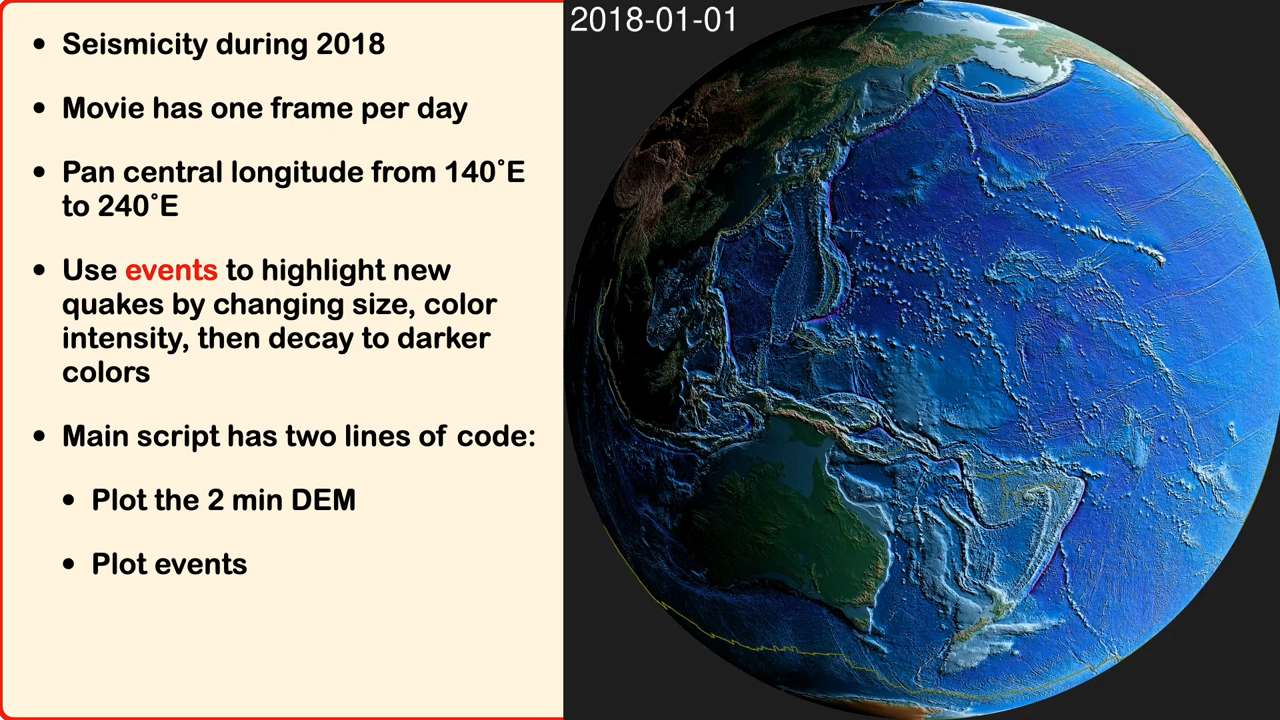 • Seismicity during 2018
• Movie has one frame per day
• Pan central longitude from 140˚E
to 240˚E
• Use events to highlight new
quakes by changing size, color
intensity, then decay to darker
colors
• Main script has two lines of code:
• Plot the 2 min DEM
• Plot events
2018-01-01